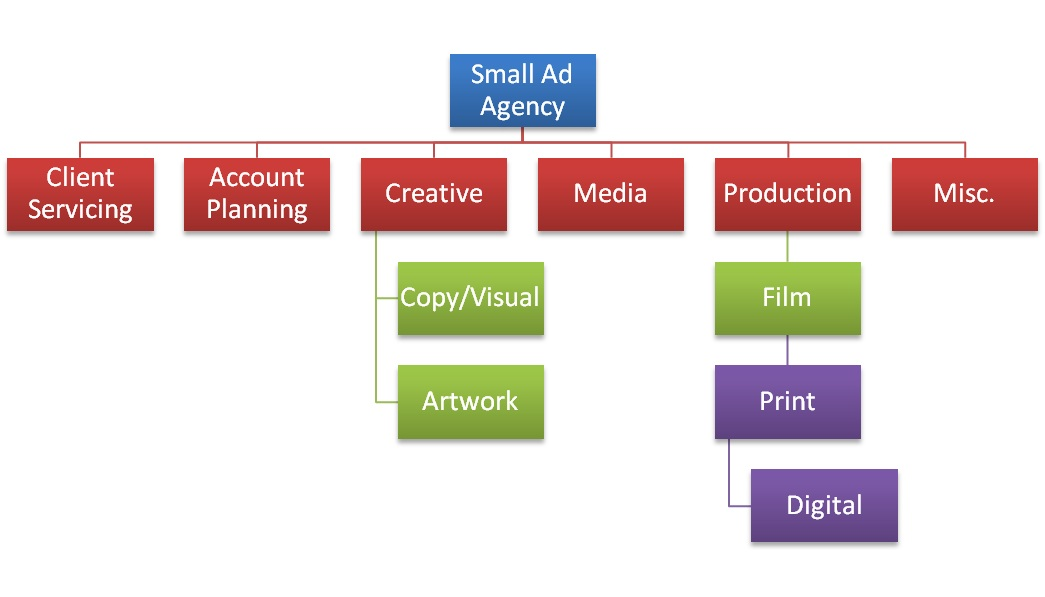 Small Ad
Agency
Client
Servicing
Account
Planning
Creative
Media
Production
Misc.
Copy/Visual
Film
Artwork
Print
Digital